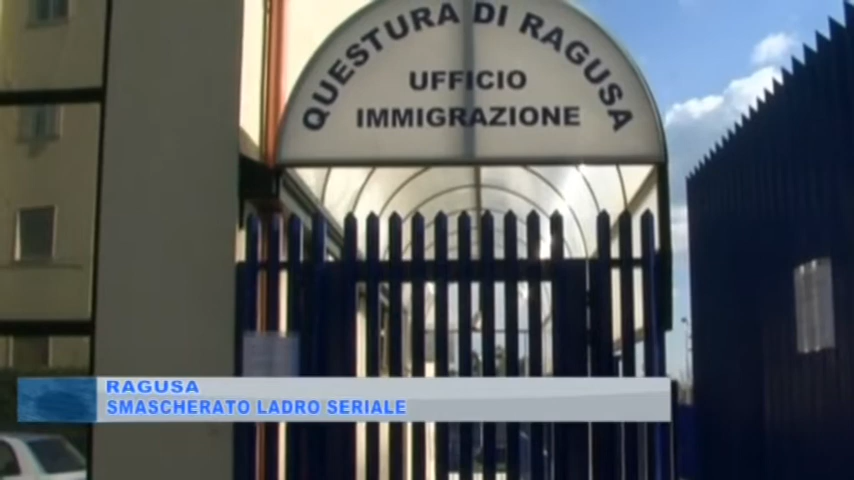 QUESTURA DI RAGUSA
UFFICIO
IMMIGRAZIONE
RAGUSA
SMASCHERATO LADRO SERIALE